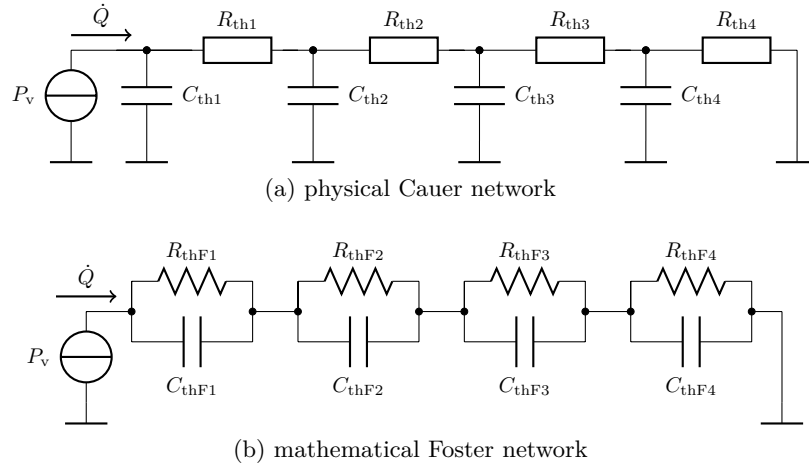 Q̇ R_th1 R_th2 R_th3 R_th4
P_v C_th1 C_th2 C_th3 C_th4
(a) physical Cauer network
Q̇ R_thF1 R_thF2 R_thF3 R_thF4
P_v
C_thF1 C_thF2 C_thF3 C_thF4
(b) mathematical Foster network